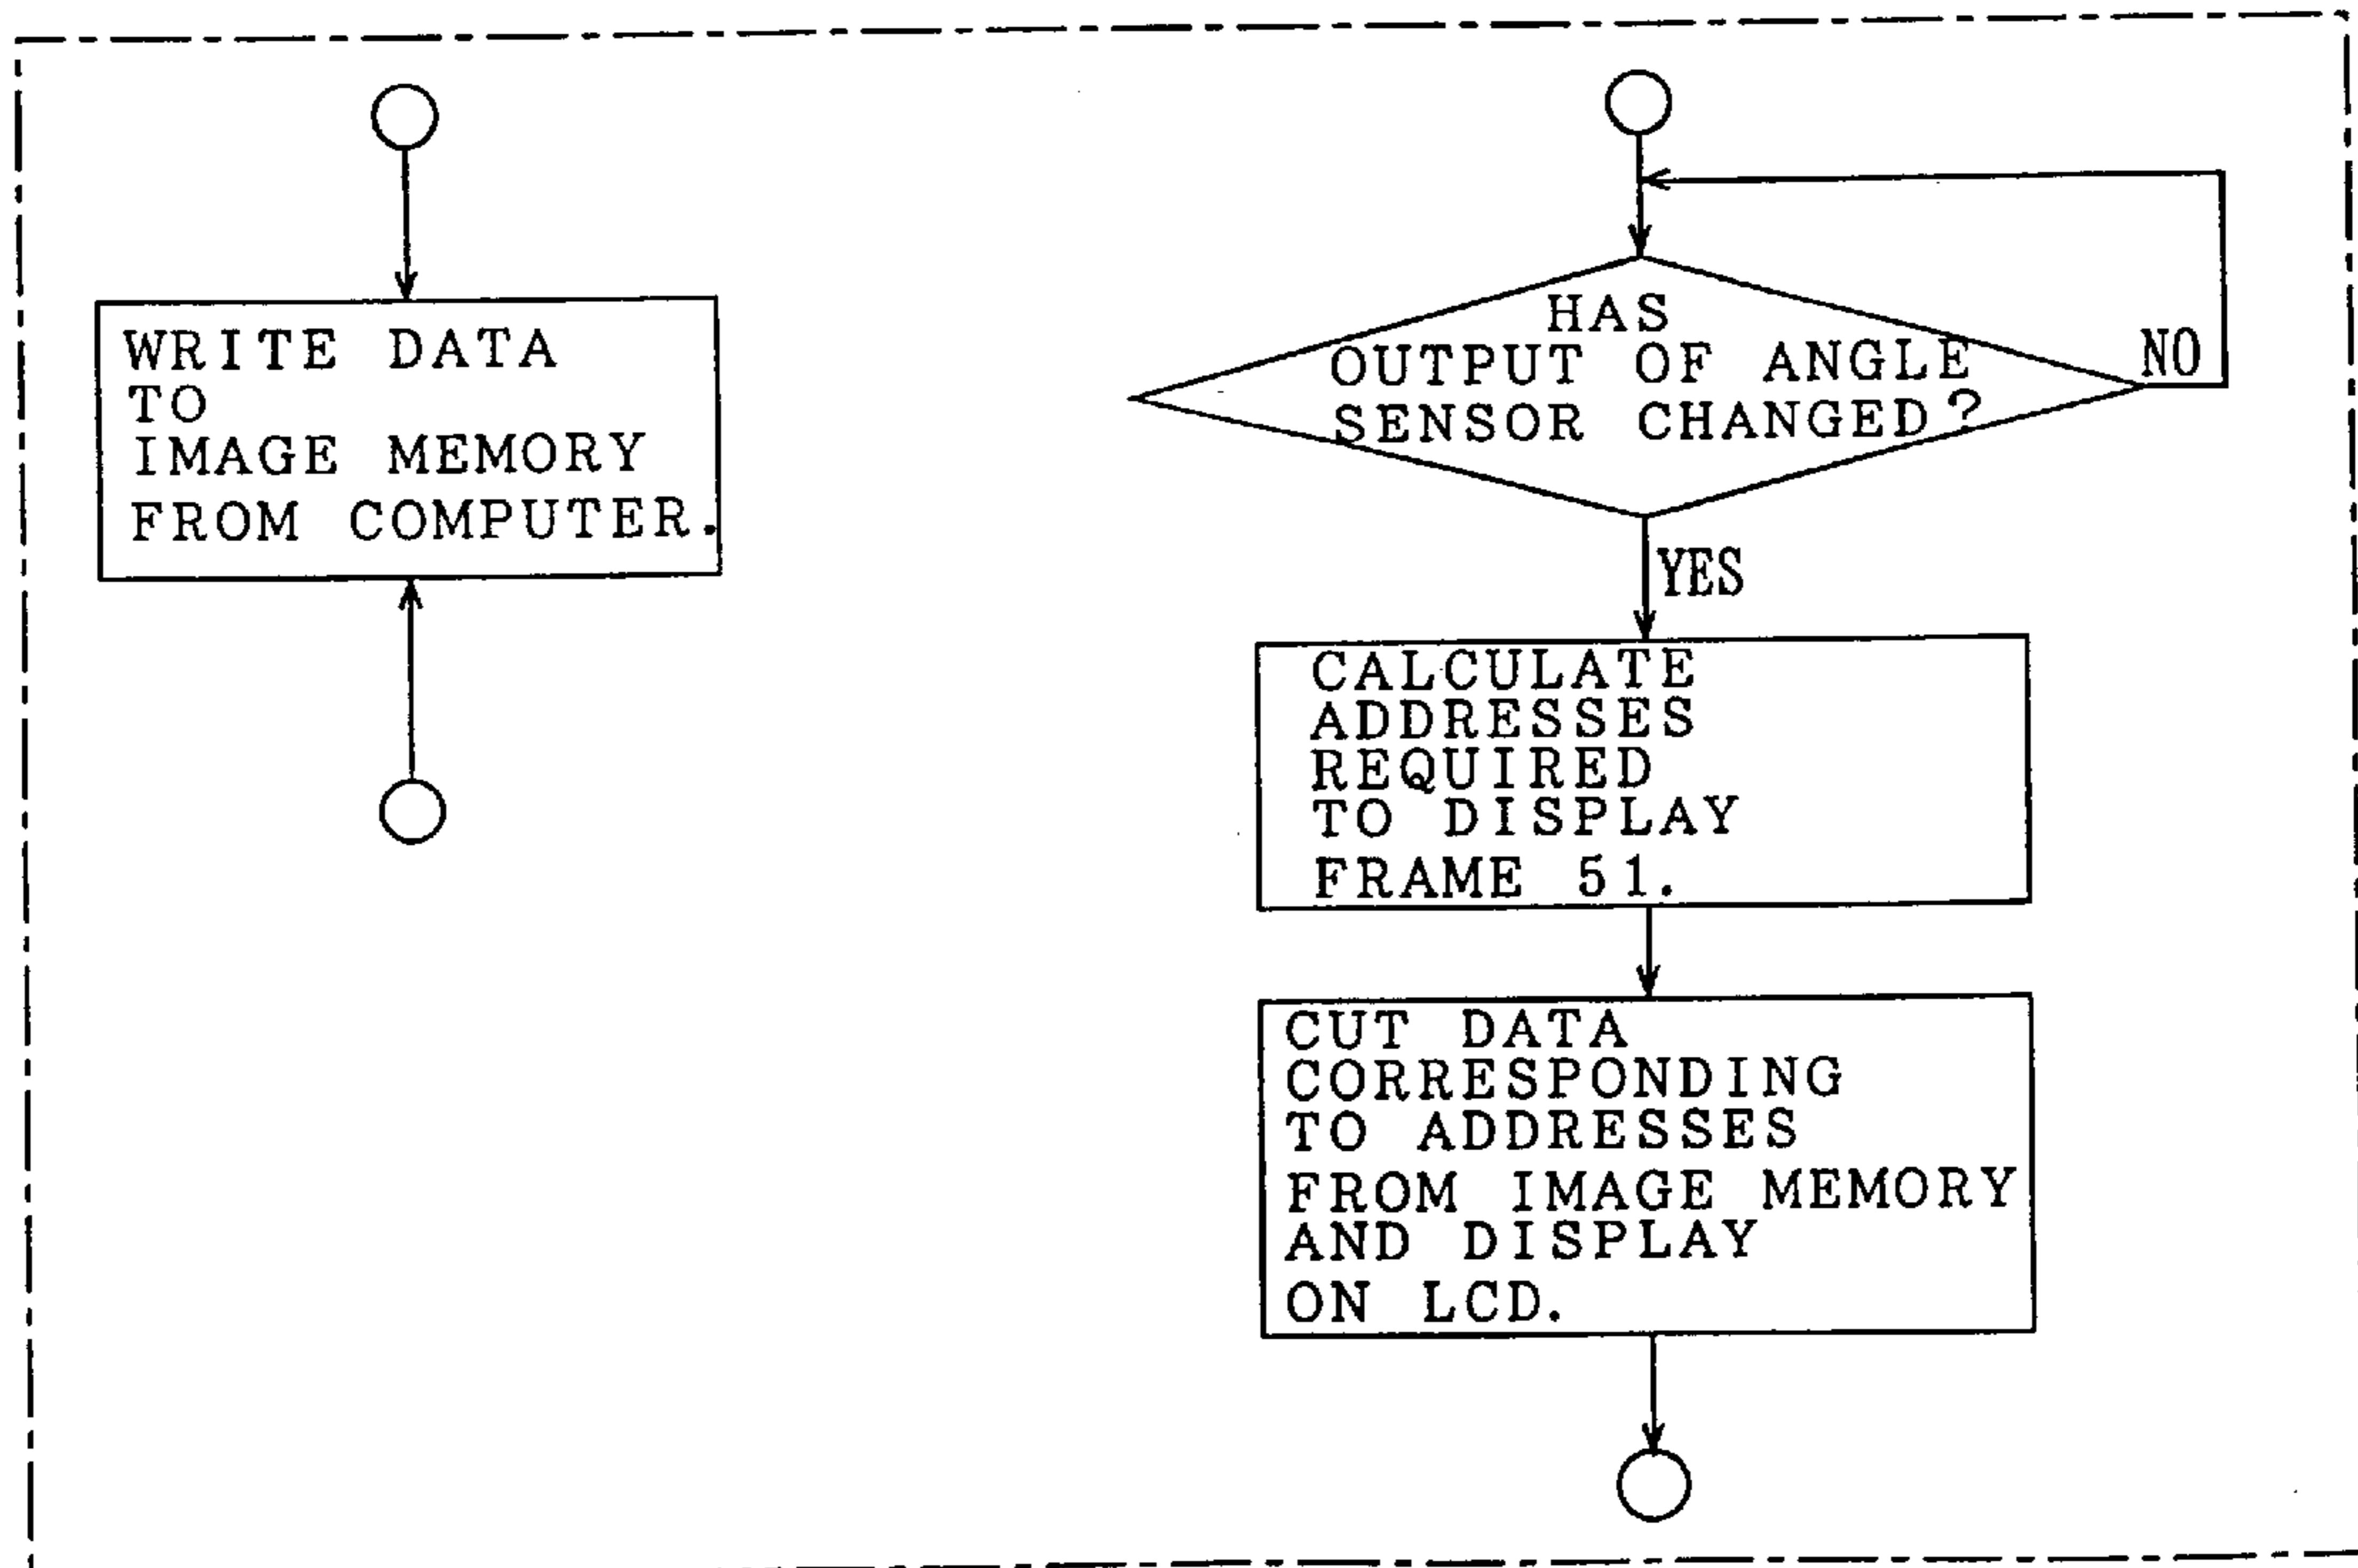 WRITE DATA
TO
IMAGE MEMORY
FROM COMPUTER.
HAS
OUTPUT OF ANGLE
SENSOR CHANGED?
NO
YES
CALCULATE
ADDRESSES
REQUIRED
TO DISPLAY
FRAME 51.
CUT DATA
CORRESPONDING
TO ADDRESSES
FROM IMAGE MEMORY
AND DISPLAY
ON LCD.